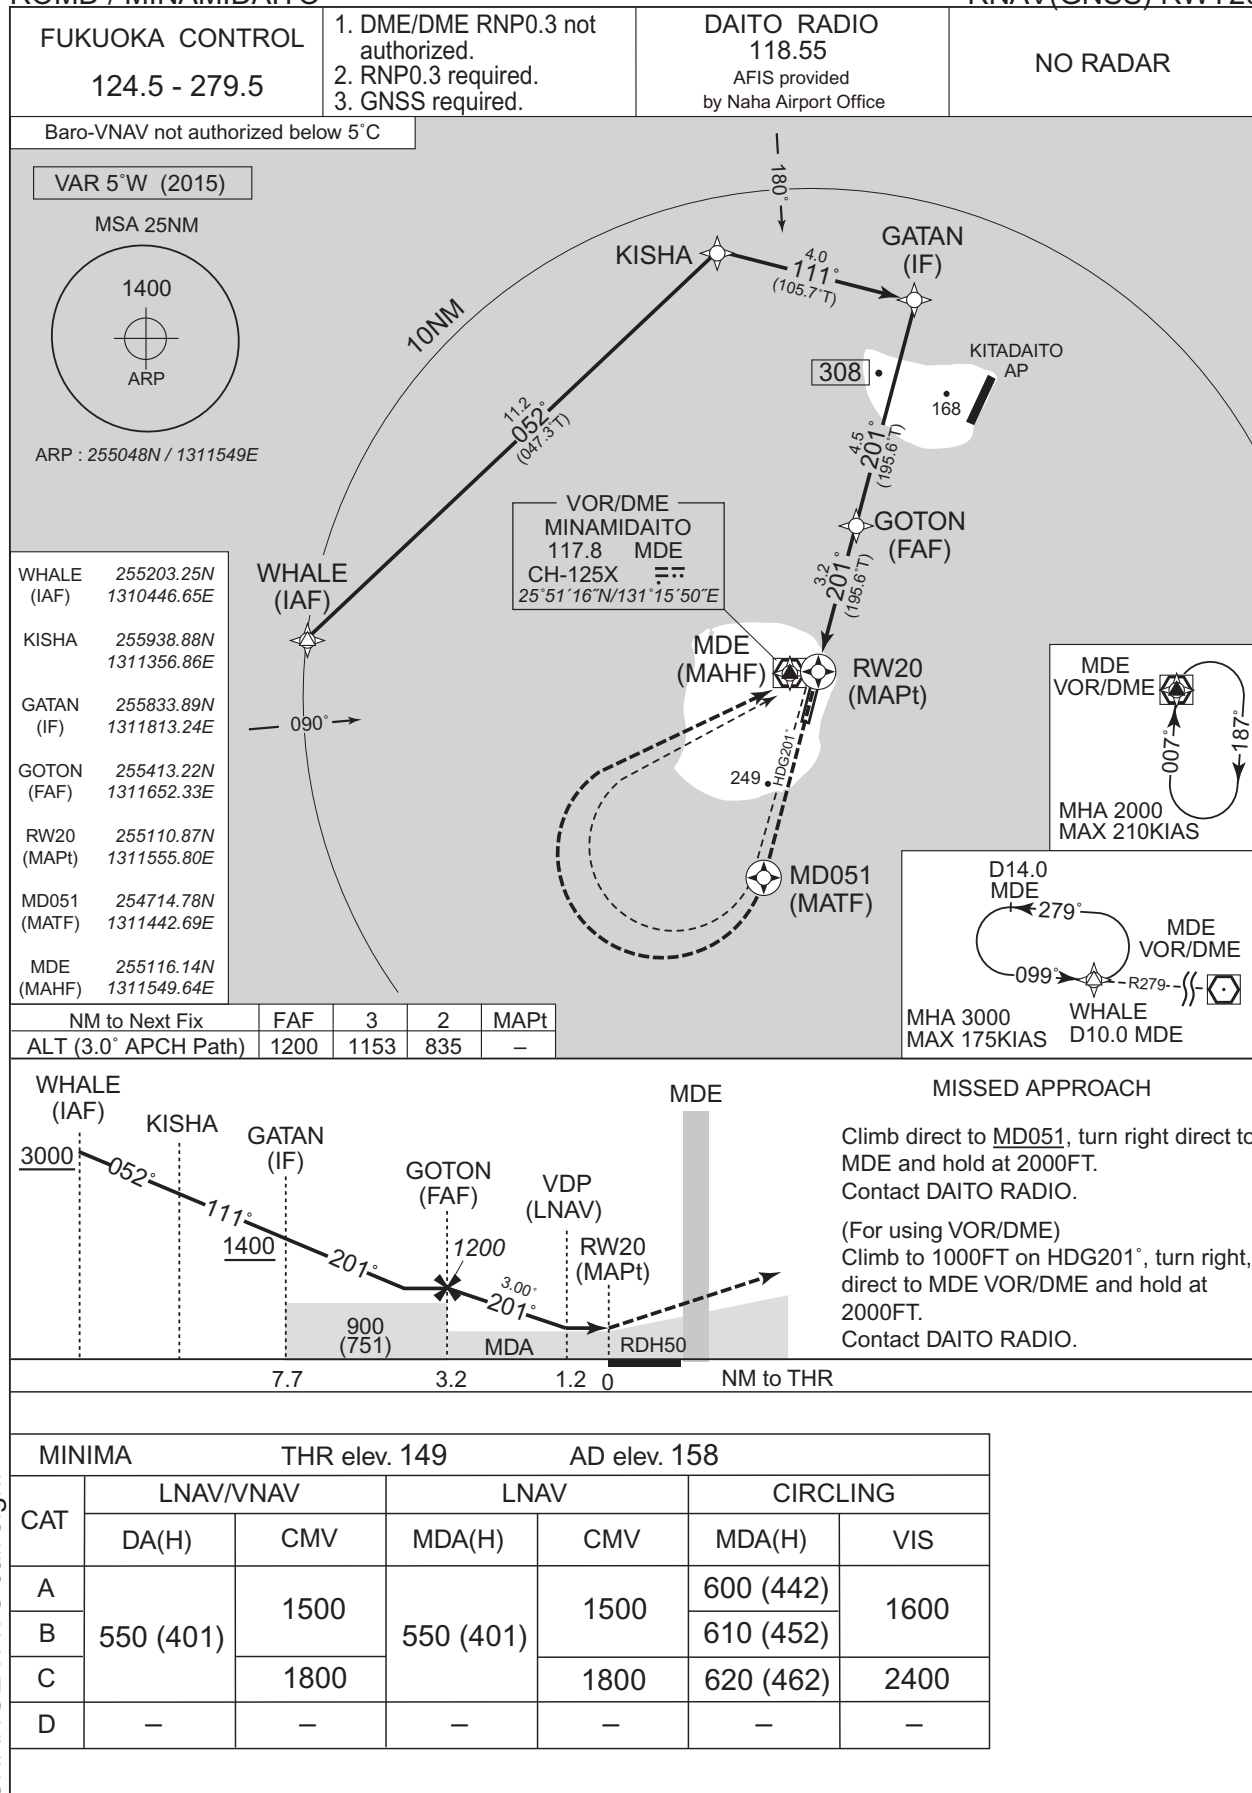 ROMD / MINAMIDAITO
FUKUOKA CONTROL
124.5 - 279.5
1. DME/DME RNP0.3 not
authorized.
2. RNP0.3 required.
3. GNSS required.
DAITO RADIO
118.55
AFIS provided
by Naha Airport Office
NO RADAR
Baro-VNAV not authorized below 5°C
VAR 5°W (2015)
MSA 25NM
1400
ARP
ARP : 255048N / 1311549E
10NM
180°
KISHA
4.0
111°
(105.7°T)
GATAN
(IF)
KITADAITO
AP
308
168
11.2
052°
(047.3°T)
4.5
201°
(195.6°T)
GOTON
(FAF)
3.2
201°
(195.6°T)
VOR/DME
MINAMIDAITO
117.8 MDE
CH-125X
25°51´16˝N/131°15´50˝E
WHALE
(IAF)
090°
MDE
(MAHF)
RW20
(MAPt)
HDG201°
249
MD051
(MATF)
WHALE 255203.25N
(IAF) 1310446.65E
KISHA 255938.88N
1311356.86E
GATAN 255833.89N
(IF) 1311813.24E
GOTON 255413.22N
(FAF) 1311652.33E
RW20 255110.87N
(MAPt) 1311555.80E
MD051 254714.78N
(MATF) 1311442.69E
MDE 255116.14N
(MAHF) 1311549.64E
MDE
VOR/DME
007°
187°
MHA 2000
MAX 210KIAS
D14.0
MDE
279°
MDE
VOR/DME
099°
R279
WHALE
D10.0 MDE
MHA 3000
MAX 175KIAS
NM to Next Fix FAF 3 2 MAPt
ALT (3.0° APCH Path) 1200 1153 835 –
WHALE
(IAF)
KISHA
GATAN
(IF)
GOTON
(FAF)
VDP
(LNAV)
RW20
(MAPt)
MDE
3000
052°
111°
1400
201°
1200
3.00°
201°
900
(751)
MDA
RDH50
7.7 3.2 1.2 0 NM to THR
MISSED APPROACH
Climb direct to MD051, turn right direct to
MDE and hold at 2000FT.
Contact DAITO RADIO.
(For using VOR/DME)
Climb to 1000FT on HDG201°, turn right,
direct to MDE VOR/DME and hold at
2000FT.
Contact DAITO RADIO.
MINIMA THR elev. 149 AD elev. 158
CAT LNAV/VNAV LNAV CIRCLING
DA(H) CMV MDA(H) CMV MDA(H) VIS
A 550 (401) 1500 550 (401) 1500 600 (442) 1600
B 610 (452)
C 1800 1800 620 (462) 2400
D – – – – – –